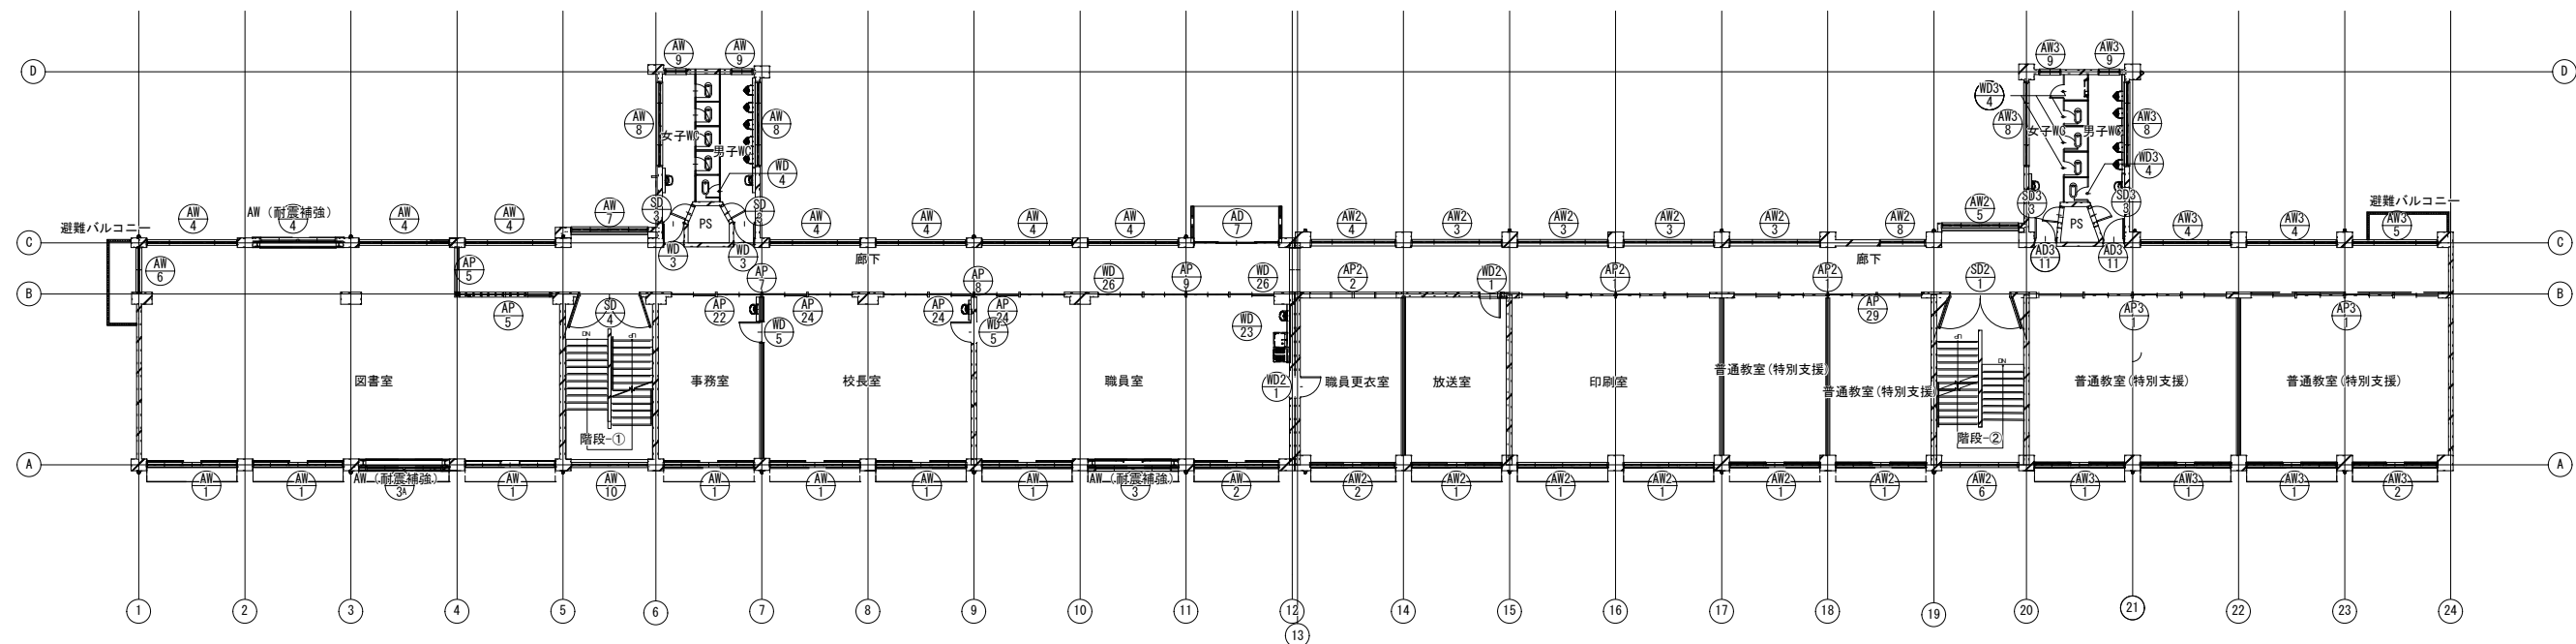 AW 9
AW 9
AW3 9
AW3 9
D
D
WD3 4
AW 8
女子WC
AW 8
男子WC
AW3 8
女子WC
男子WC
AW3 8
WD 4
WD3 4
避難バルコニー
AW 4
AW (耐震補強) 4
AW 4
AW 4
AW 7
SD 3
PS
SD 3
AW 4
AW 4
AW 4
AW 4
AD 7
AW2 4
AW2 3
AW2 3
AW2 3
AW2 3
AW2 8
AW2 5
SD3 3
PS
SD3 3
AW3 4
AW3 4
AW3 5
避難バルコニー
C
C
AW 6
AP 5
WD 3
WD 3
廊下
AP 7
AP 8
WD 26
AP 9
WD 26
AP2 2
WD2 1
AP2 1
AP2 1
廊下
SD2 1
AD3 11
AD3 11
B
B
AP 5
SD 4
AP 22
WD 5
AP 24
AP 24
WD 5
AP 24
WD 23
AP 29
AP3 1
AP3 1
DN
UP
UP
DN
図書室
事務室
校長室
職員室
WD2 1
職員更衣室
放送室
印刷室
普通教室(特別支援)
普通教室(特別支援)
普通教室(特別支援)
普通教室(特別支援)
階段-①
階段-②
A
A
AW 1
AW 1
AW (耐震補強) 3A
AW 1
AW 10
AW 1
AW 1
AW 1
AW 1
AW (耐震補強) 3
AW 2
AW2 2
AW2 1
AW2 1
AW2 1
AW2 1
AW2 1
AW2 6
AW3 1
AW3 1
AW3 1
AW3 2
1
2
3
4
5
6
7
8
9
10
11
12
13
14
15
16
17
18
19
20
21
22
23
24